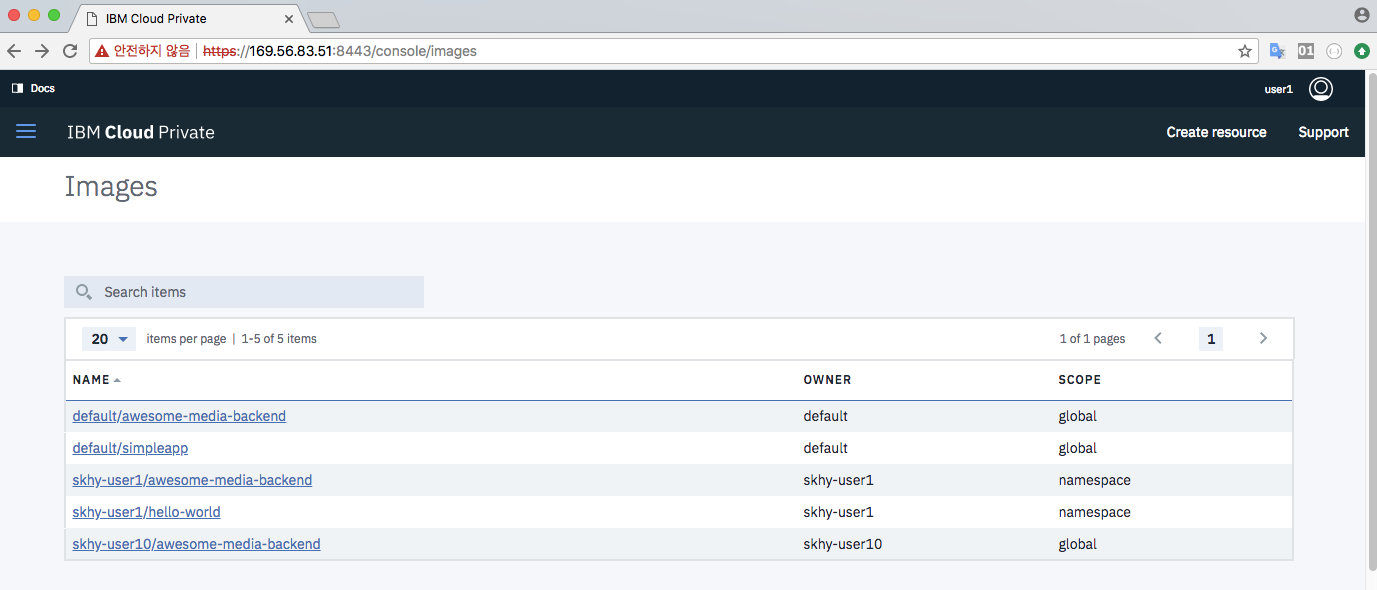 IBM Cloud Private
안전하지 않음 https://169.56.83.51:8443/console/images
01
Docs
user1
IBM Cloud Private
Create resource
Support
Images
Search items
20 items per page | 1-5 of 5 items
1 of 1 pages
1
NAME OWNER SCOPE
default/awesome-media-backend default global
default/simpleapp default global
skhy-user1/awesome-media-backend skhy-user1 namespace
skhy-user1/hello-world skhy-user1 namespace
skhy-user10/awesome-media-backend skhy-user10 global